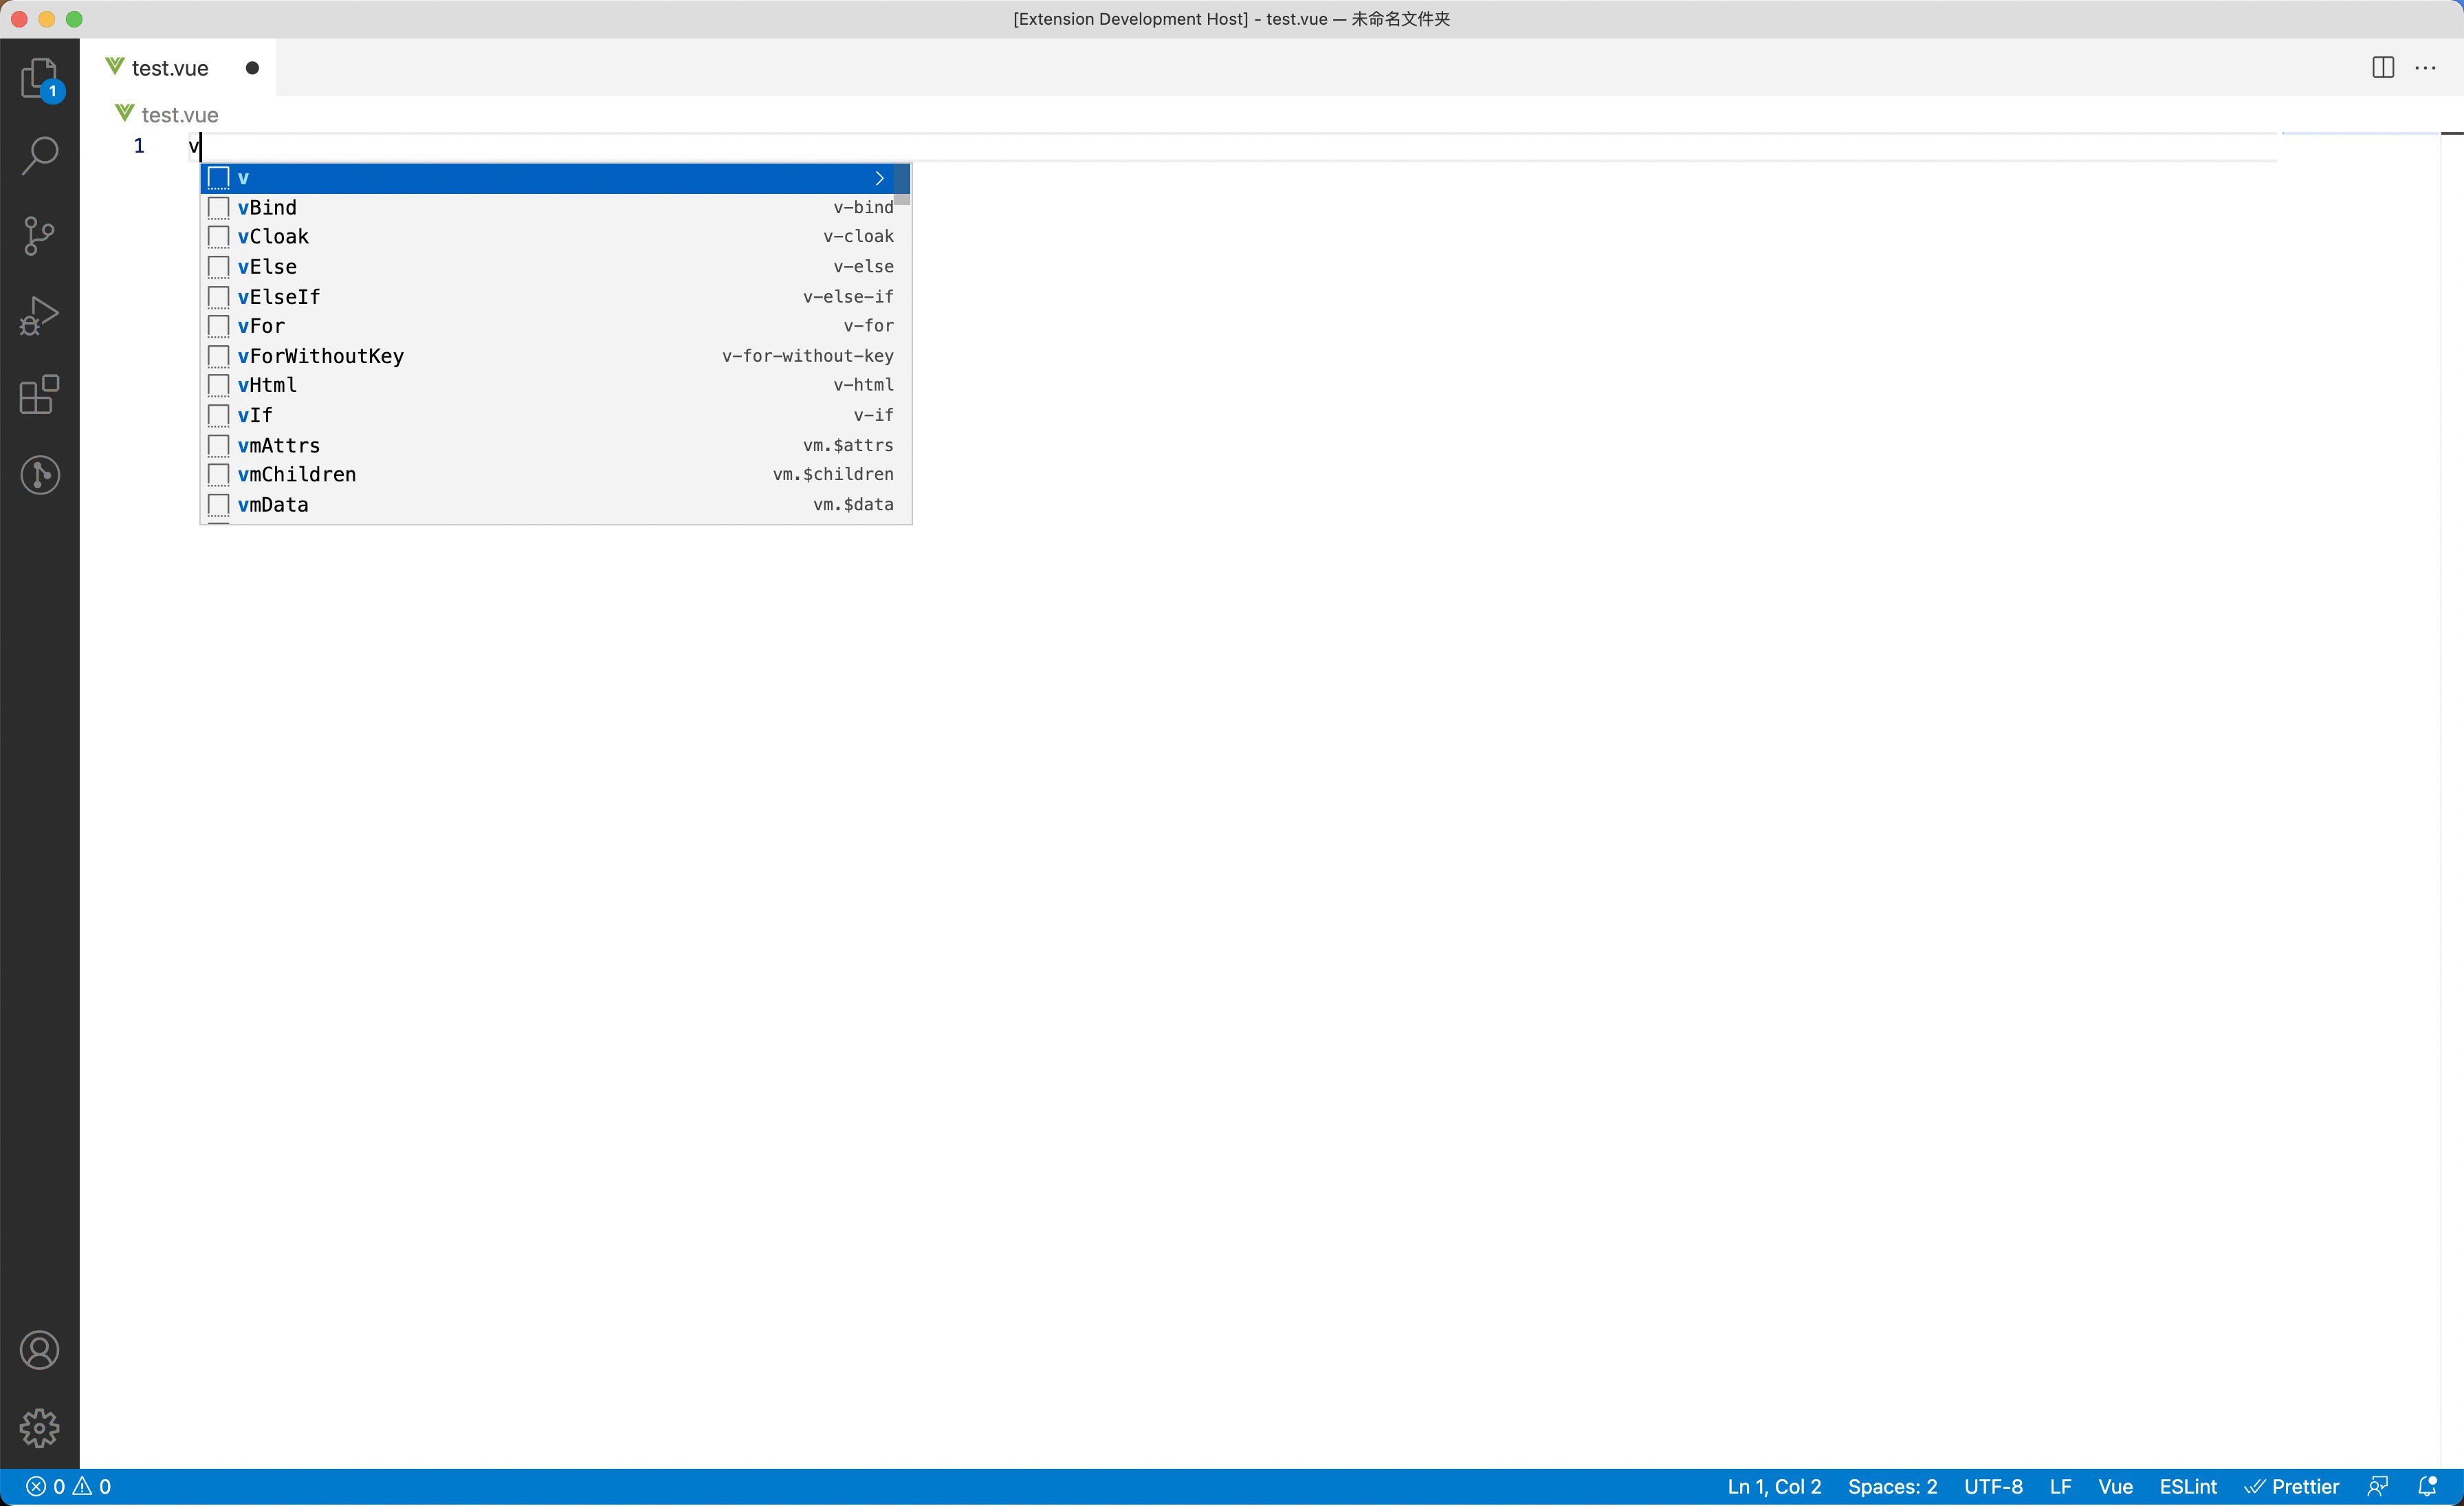 [Extension Development Host] - test.vue — 未命名文件夹
test.vue
1
test.vue
1 v
v
vBind v-bind
vCloak v-cloak
vElse v-else
vElseIf v-else-if
vFor v-for
vForWithoutKey v-for-without-key
vHtml v-html
vIf v-if
vmAttrs vm.$attrs
vmChildren vm.$children
vmData vm.$data
0 0 Ln 1, Col 2 Spaces: 2 UTF-8 LF Vue ESLint Prettier